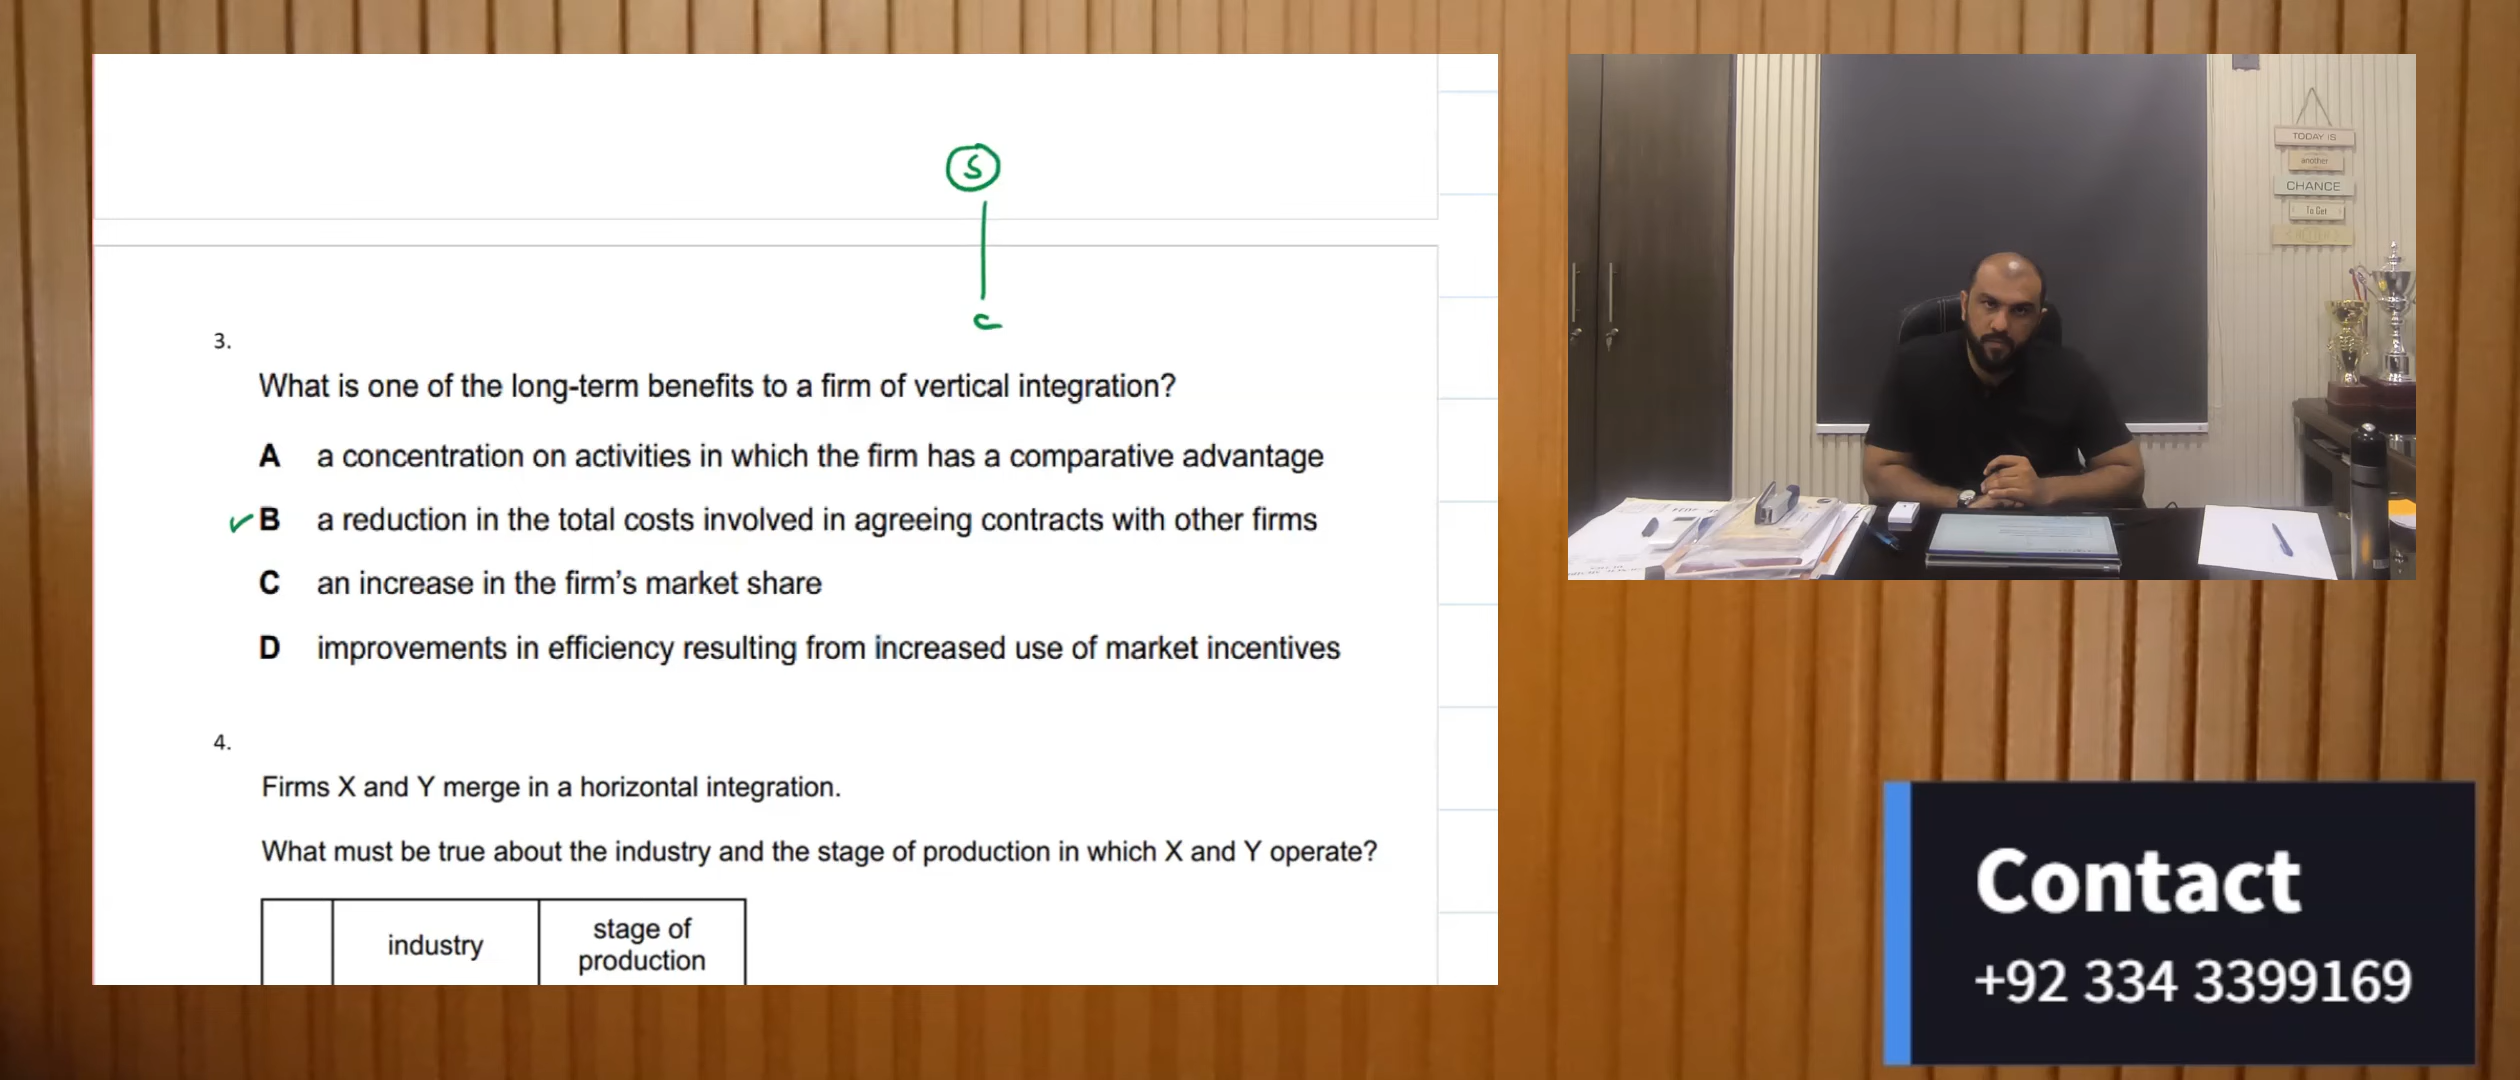 S
c
3.
What is one of the long-term benefits to a firm of vertical integration?
A a concentration on activities in which the firm has a comparative advantage
B a reduction in the total costs involved in agreeing contracts with other firms
C an increase in the firm's market share
D improvements in efficiency resulting from increased use of market incentives
4.
Firms X and Y merge in a horizontal integration.
What must be true about the industry and the stage of production in which X and Y operate?
industry
stage of
production
TODAY IS
another
CHANCE
To Get
Contact
+92 334 3399169